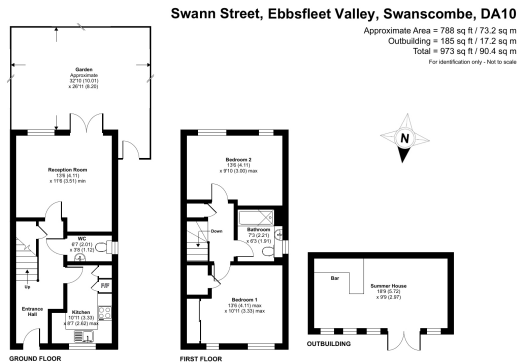 Swann Street, Ebbsfleet Valley, Swanscombe, DA10
Approximate Area = 788 sq ft / 73.2 sq m
Outbuilding = 185 sq ft / 17.2 sq m
Total = 973 sq ft / 90.4 sq m
For identification only - Not to scale
Garden
Approximate
32'10 (10.01)
x 26'11 (8.20)
N
Reception Room
13'6 (4.11)
x 11'6 (3.51) min
WC
6'7 (2.01)
x 3'8 (1.12)
Up
F/F
Entrance
Hall
Kitchen
10'11 (3.33)
x 8'7 (2.62) max
GROUND FLOOR
Bedroom 2
13'6 (4.11)
x 9'10 (3.00) max
Down
Bathroom
7'3 (2.21)
x 6'3 (1.91)
Bedroom 1
13'6 (4.11) max
x 10'11 (3.33) max
FIRST FLOOR
Bar
Summer House
18'9 (5.72)
x 9'9 (2.97)
OUTBUILDING